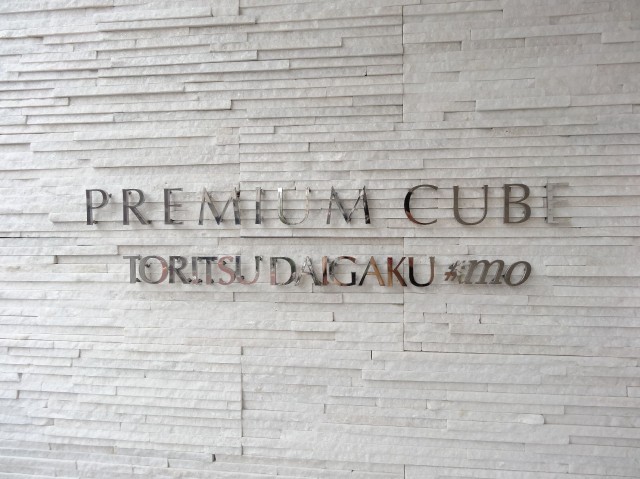 PREMIUM CUBE
TORITSU DAIGAKU #mo